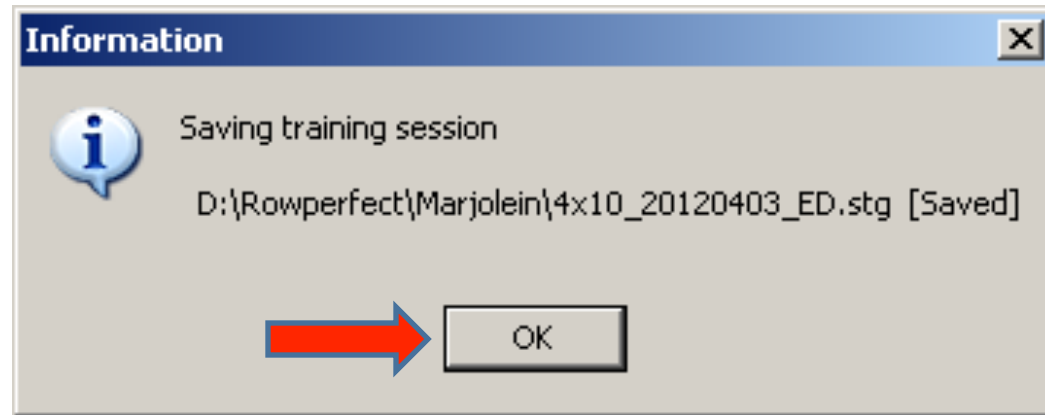 Information
Saving training session
D:\Rowperfect\Marjolein\4x10_20120403_ED.stg [Saved]
OK